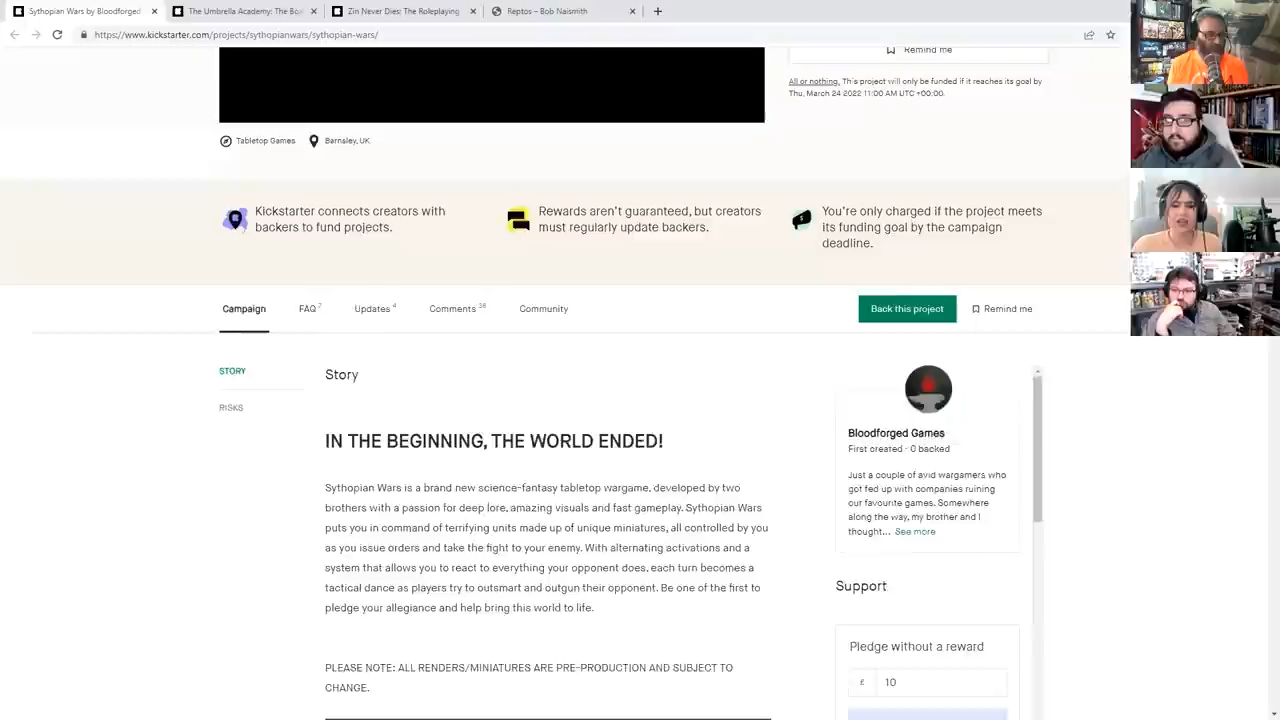 Sythopian Wars by Bloodforged
The Umbrella Academy: The Bo
Zin Never Dies: The Roleplaying
Reptos – Bob Naismith
https://www.kickstarter.com/projects/sythopianwars/sythopian-wars/
Remind me
All or nothing. This project will only be funded if it reaches its goal by
Thu, March 24 2022 11:00 AM UTC +00:00.
Tabletop Games
Barnsley, UK
Kickstarter connects creators with
backers to fund projects.
Rewards aren't guaranteed, but creators
must regularly update backers.
You're only charged if the project meets
its funding goal by the campaign
deadline.
Campaign
FAQ 7
Updates 4
Comments 38
Community
Back this project
Remind me
STORY
RISKS
Story
IN THE BEGINNING, THE WORLD ENDED!
Sythopian Wars is a brand new science-fantasy tabletop wargame, developed by two
brothers with a passion for deep lore, amazing visuals and fast gameplay. Sythopian Wars
puts you in command of terrifying units made up of unique miniatures, all controlled by you
as you issue orders and take the fight to your enemy. With alternating activations and a
system that allows you to react to everything your opponent does, each turn becomes a
tactical dance as players try to outsmart and outgun their opponent. Be one of the first to
pledge your allegiance and help bring this world to life.
PLEASE NOTE: ALL RENDERS/MINIATURES ARE PRE-PRODUCTION AND SUBJECT TO
CHANGE.
Bloodforged Games
First created · 0 backed
Just a couple of avid wargamers who
got fed up with companies ruining
our favourite games. Somewhere
along the way, my brother and I
thought... See more
Support
Pledge without a reward
£ 10